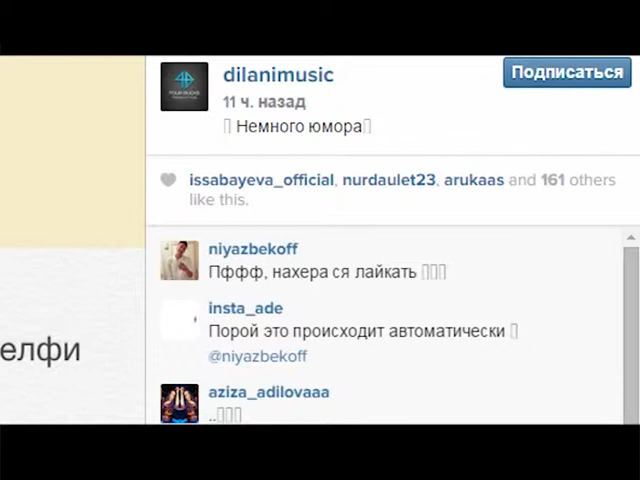 dilanimusic
Подписаться
11 ч. назад
Немного юмора
issabayeva_official, nurdaulet23, arukaas and 161 others
like this.
niyazbekoff
Пффф, нахера ся лайкать
insta_ade
Порой это происходит автоматически
@niyazbekoff
елфи
aziza_adilovaaa
..